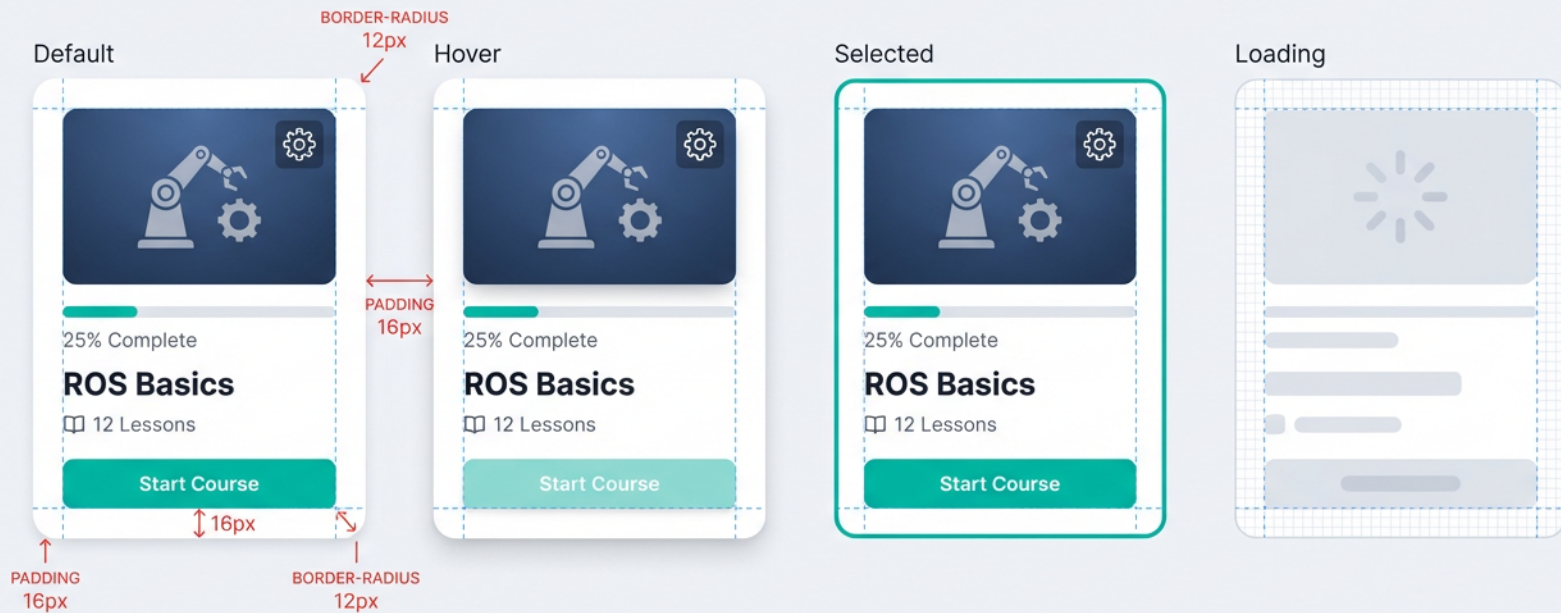 BORDER-RADIUS
12px
Default
Hover
Selected
Loading
PADDING
16px
25% Complete
25% Complete
25% Complete
ROS Basics
ROS Basics
ROS Basics
12 Lessons
12 Lessons
12 Lessons
Start Course
Start Course
Start Course
16px
PADDING
16px
BORDER-RADIUS
12px